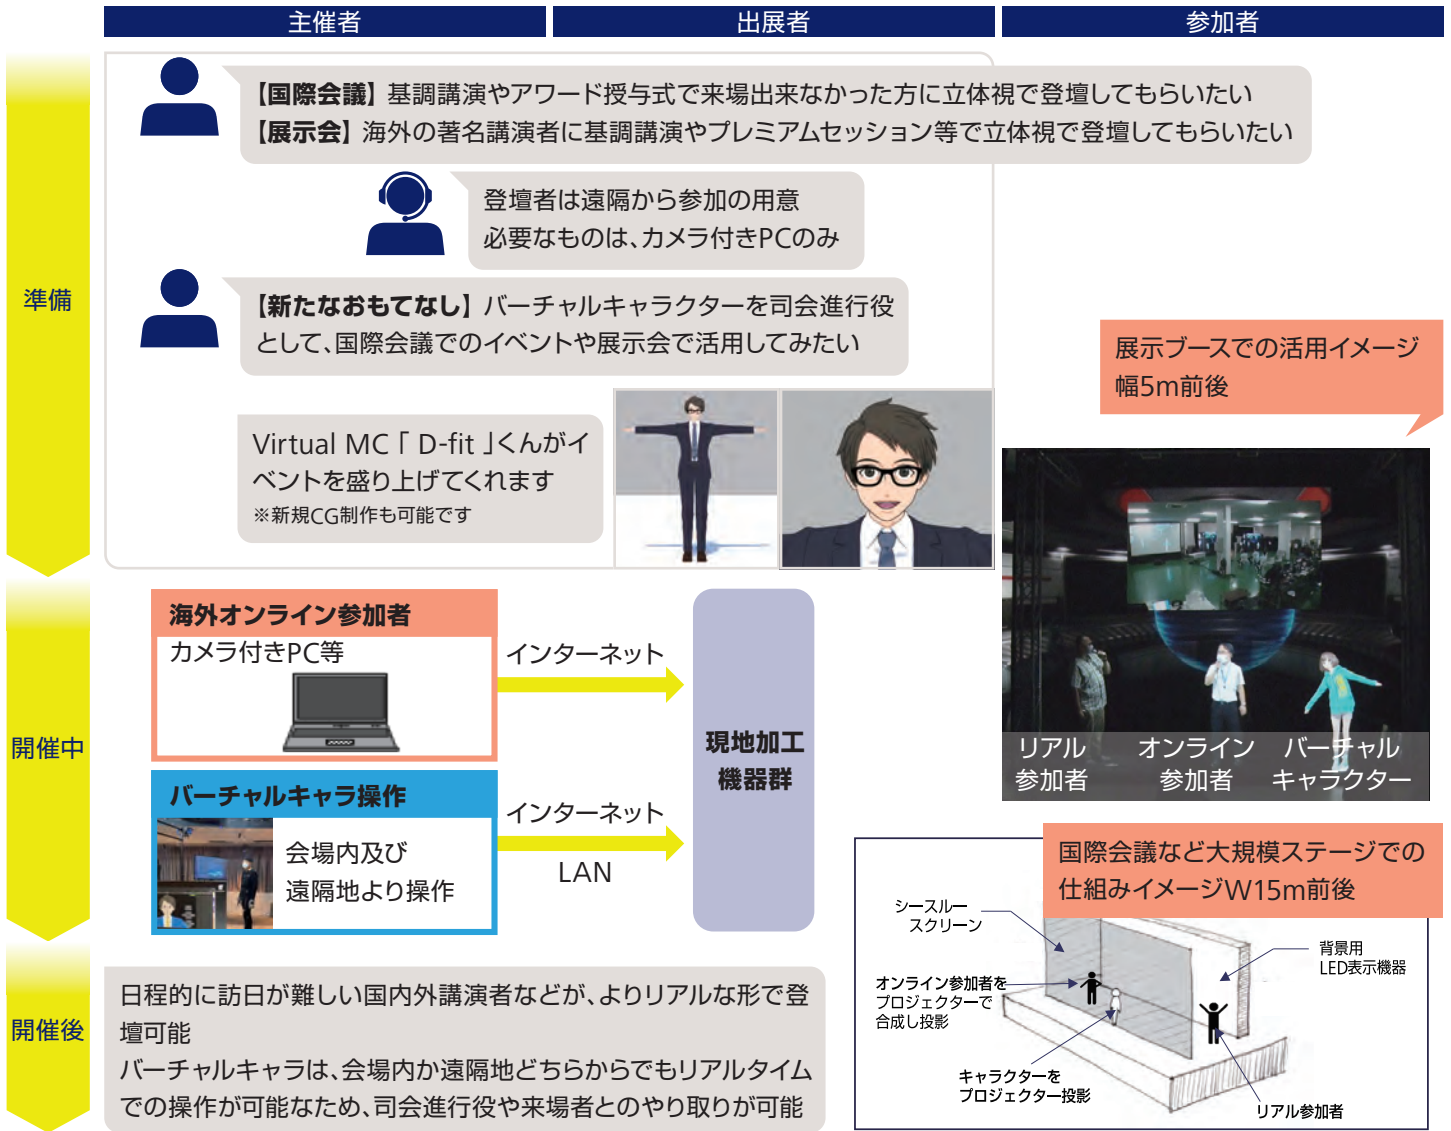 主催者
出展者
参加者
準備
【国際会議】基調講演やアワード授与式で来場出来なかった方に立体視で登壇してもらいたい
【展示会】海外の著名講演者に基調講演やプレミアムセッション等で立体視で登壇してもらいたい
登壇者は遠隔から参加の用意
必要なものは、カメラ付きPCのみ
【新たなおもてなし】バーチャルキャラクターを司会進行役
として、国際会議でのイベントや展示会で活用してみたい
Virtual MC「 D-fit 」くんがイ
ベントを盛り上げてくれます
※新規CG制作も可能です
展示ブースでの活用イメージ
幅5m前後
リアル
参加者
オンライン
参加者
バーチャル
キャラクター
開催中
海外オンライン参加者
カメラ付きPC等
インターネット
バーチャルキャラ操作
会場内及び
遠隔地より操作
インターネット
LAN
現地加工
機器群
国際会議など大規模ステージでの
仕組みイメージW15m前後
シースルー
スクリーン
背景用
LED表示機器
オンライン参加者を
プロジェクターで
合成し投影
キャラクターを
プロジェクター投影
リアル参加者
開催後
日程的に訪日が難しい国内外講演者などが、よりリアルな形で登
壇可能
バーチャルキャラは、会場内か遠隔地どちらからでもリアルタイム
での操作が可能なため、司会進行役や来場者とのやり取りが可能